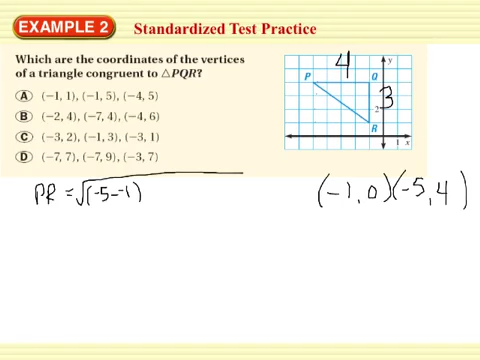 EXAMPLE 2 Standardized Test Practice
Which are the coordinates of the vertices
of a triangle congruent to △PQR?
A (−1, 1), (−1, 5), (−4, 5)
B (−2, 4), (−7, 4), (−4, 6)
C (−3, 2), (−1, 3), (−3, 1)
D (−7, 7), (−7, 9), (−3, 7)
4
y
P
Q
3
2
R
1 x
PR = √(-5 - -1)
(-1, 0)(-5, 4)